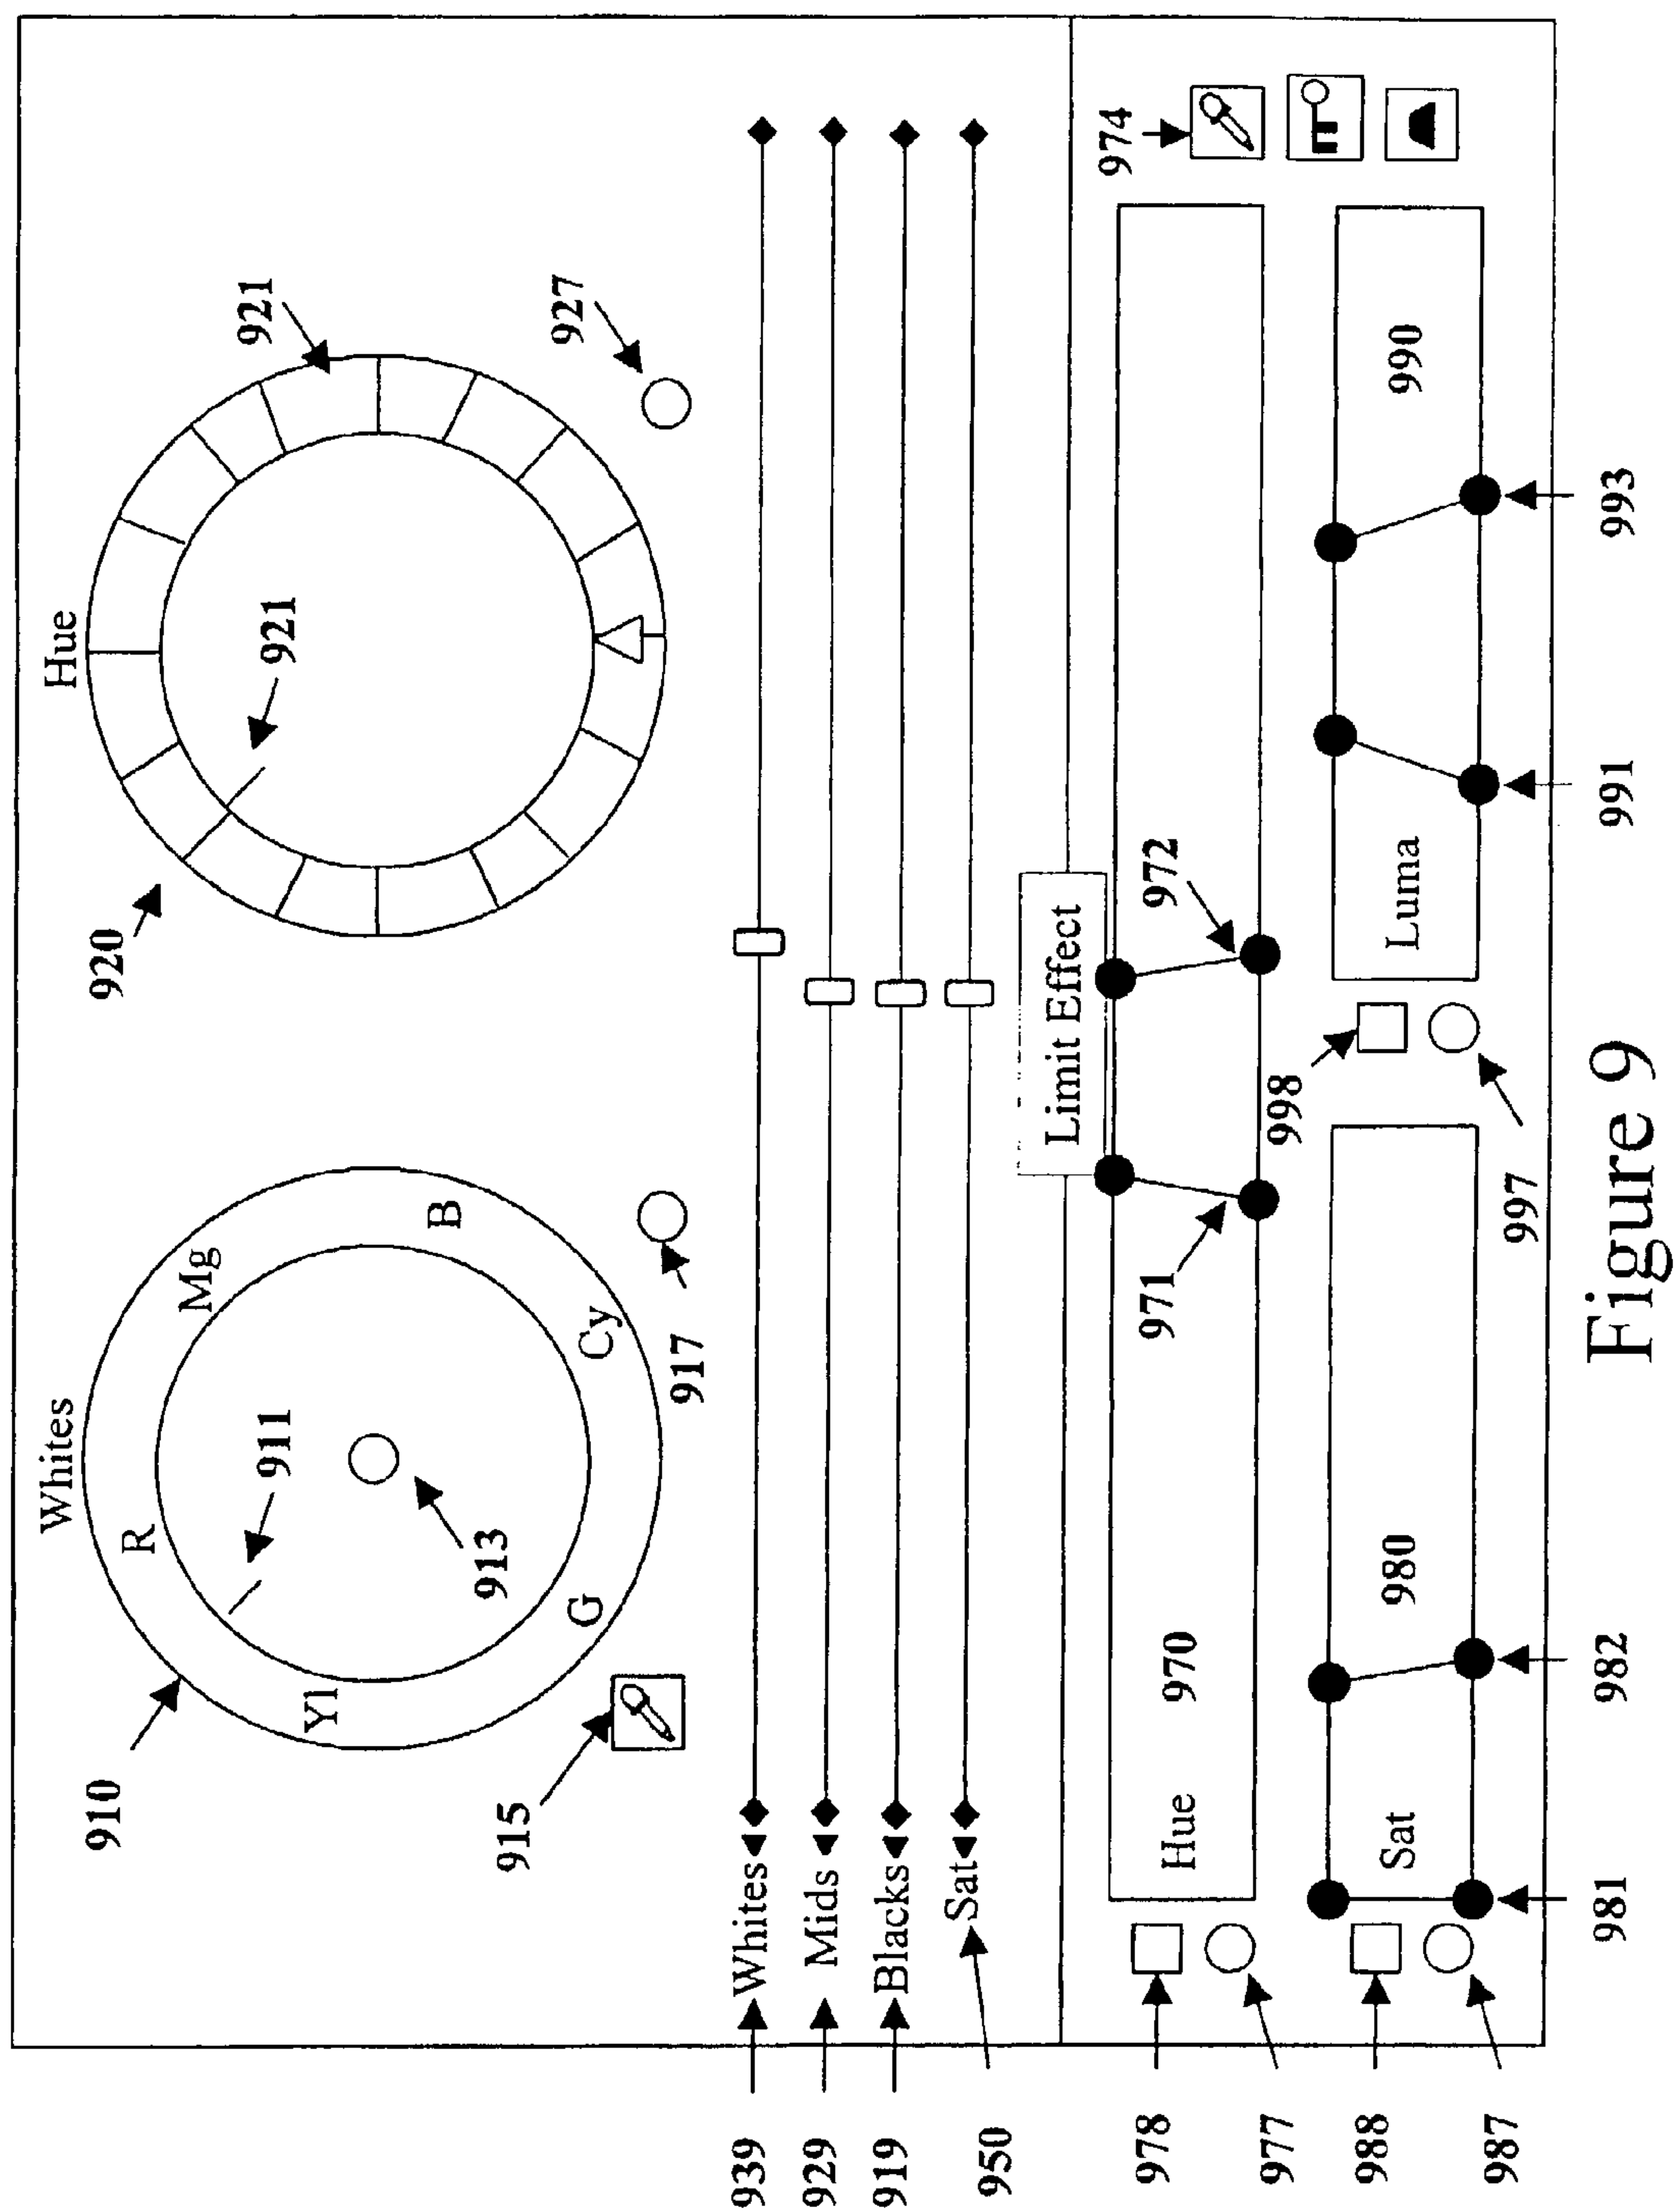 Whites
Hue
910
R
Mg
911
920
921
921
Yl
B
913
915
G
Cy
917
927
939
Whites
929
Mids
919
Blacks
950
Sat
Limit Effect
974
978
977
Hue
970
971
972
998
988
987
Sat
980
997
Luma
990
981
982
991
993
Figure 9